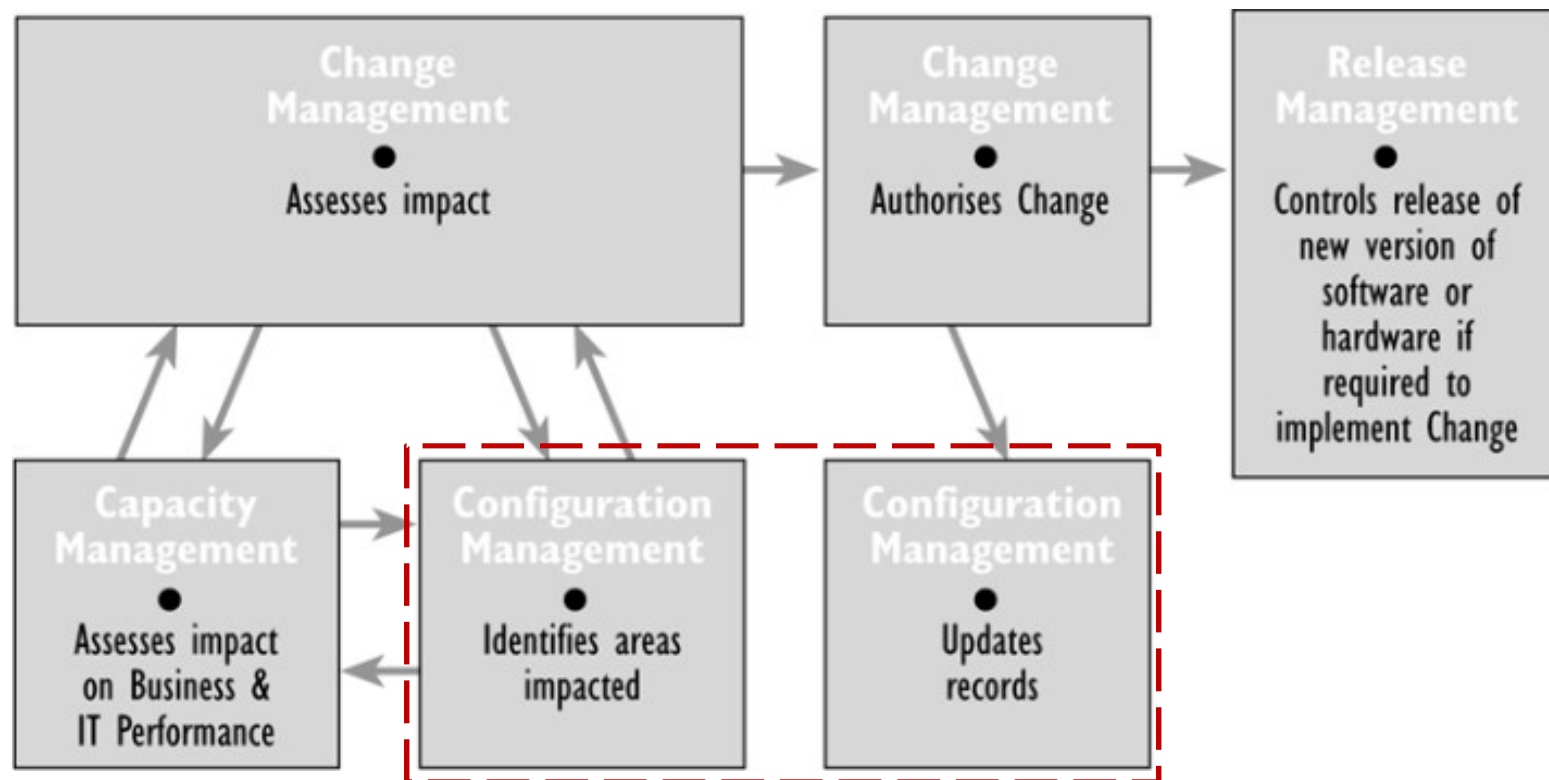 Change
Management
Assesses impact
Change
Management
Authorises Change
Release
Management
Controls release of
new version of
software or
hardware if
required to
implement Change
Capacity
Management
Assesses impact
on Business &
IT Performance
Configuration
Management
Identifies areas
impacted
Configuration
Management
Updates
records